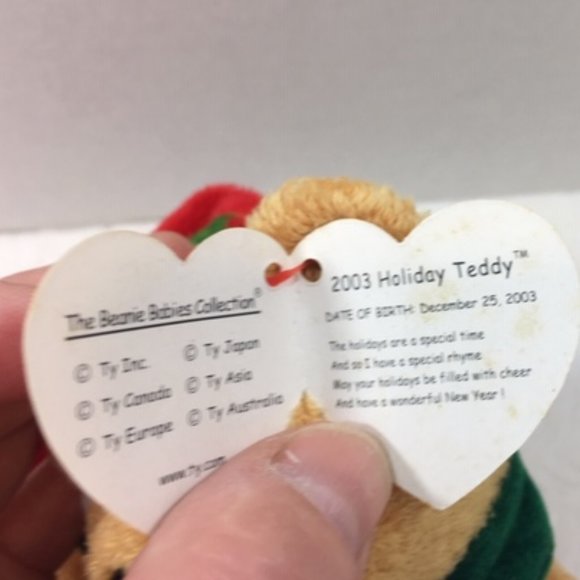 The Beanie Babies Collection®
© Ty Inc.
© Ty Canada
© Ty Europe
© Ty Japan
© Ty Asia
© Ty Australia
www.ty.com
2003 Holiday Teddy™
DATE OF BIRTH: December 25, 2003
The holidays are a special time
And so I have a special rhyme
May your holidays be filled with cheer
And have a wonderful New Year !